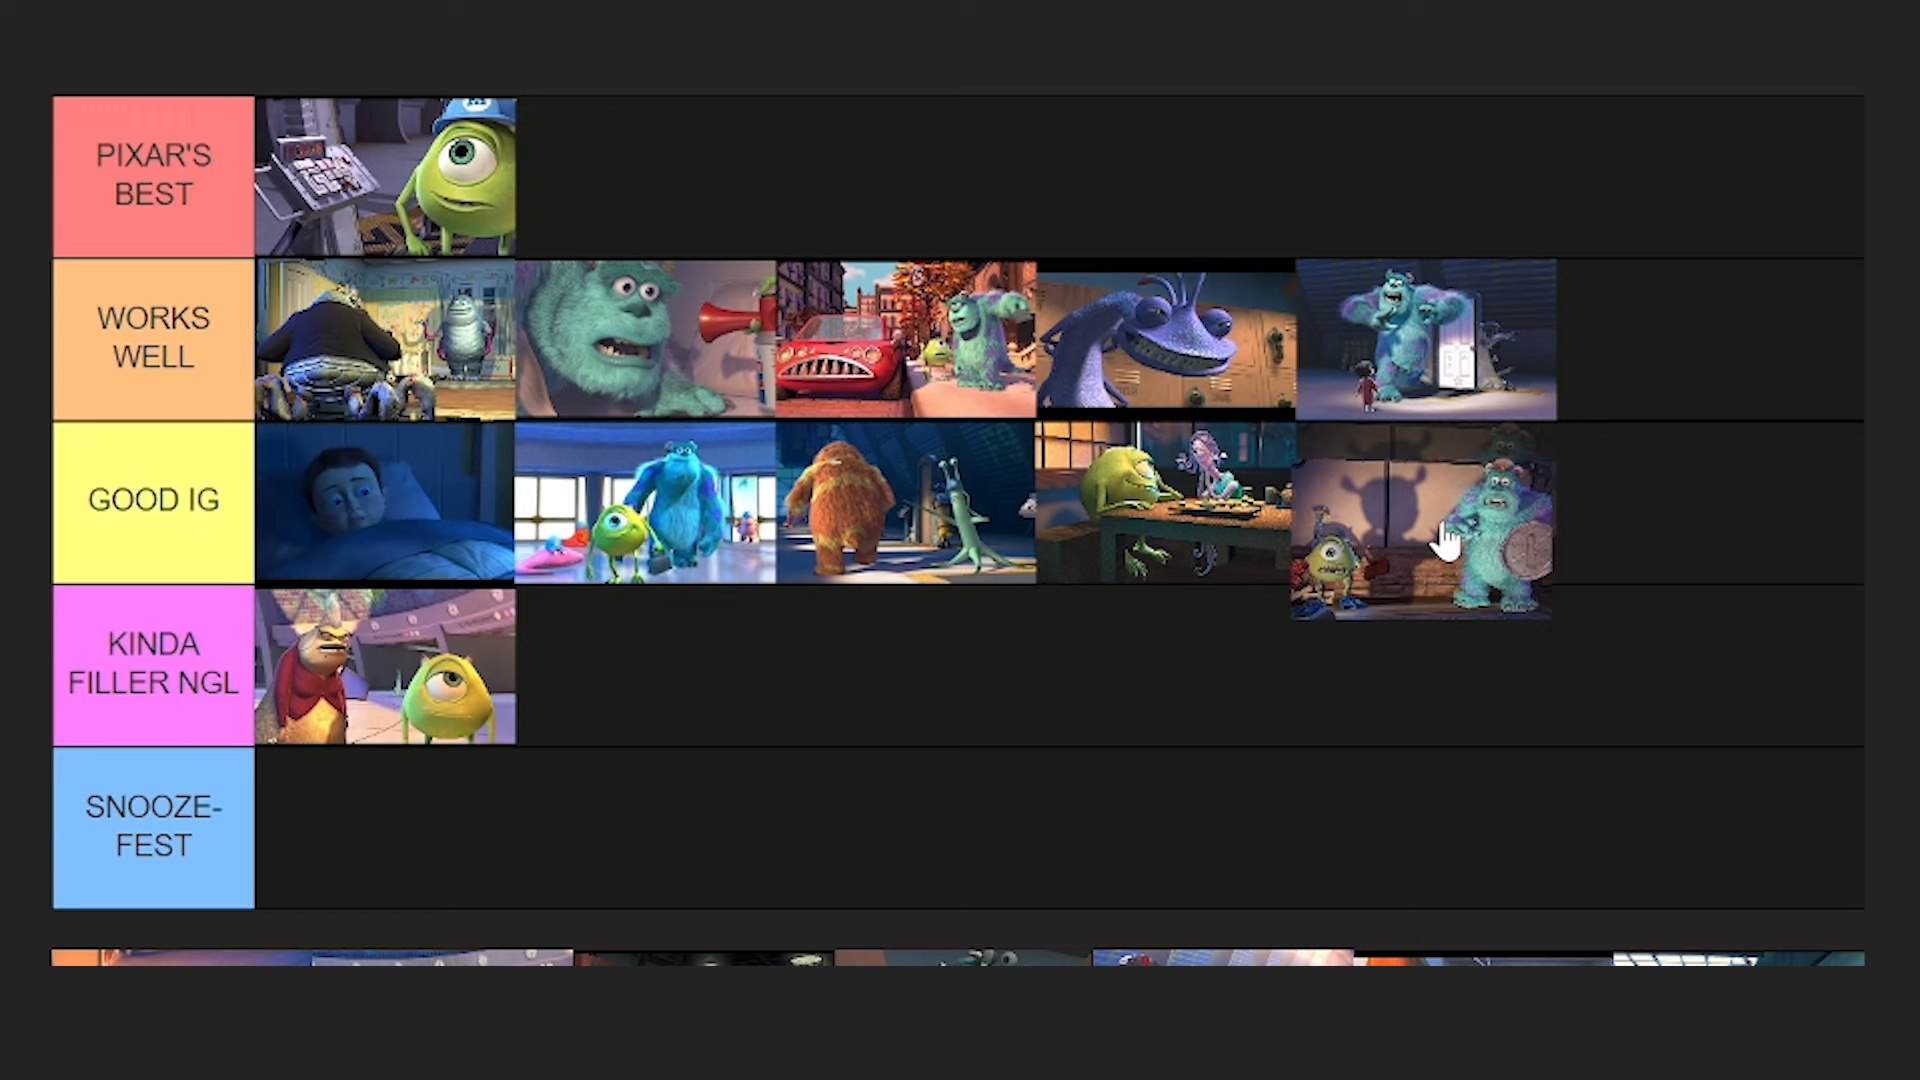 PIXAR'S
BEST
WORKS
WELL
GOOD IG
KINDA
FILLER NGL
SNOOZE-
FEST